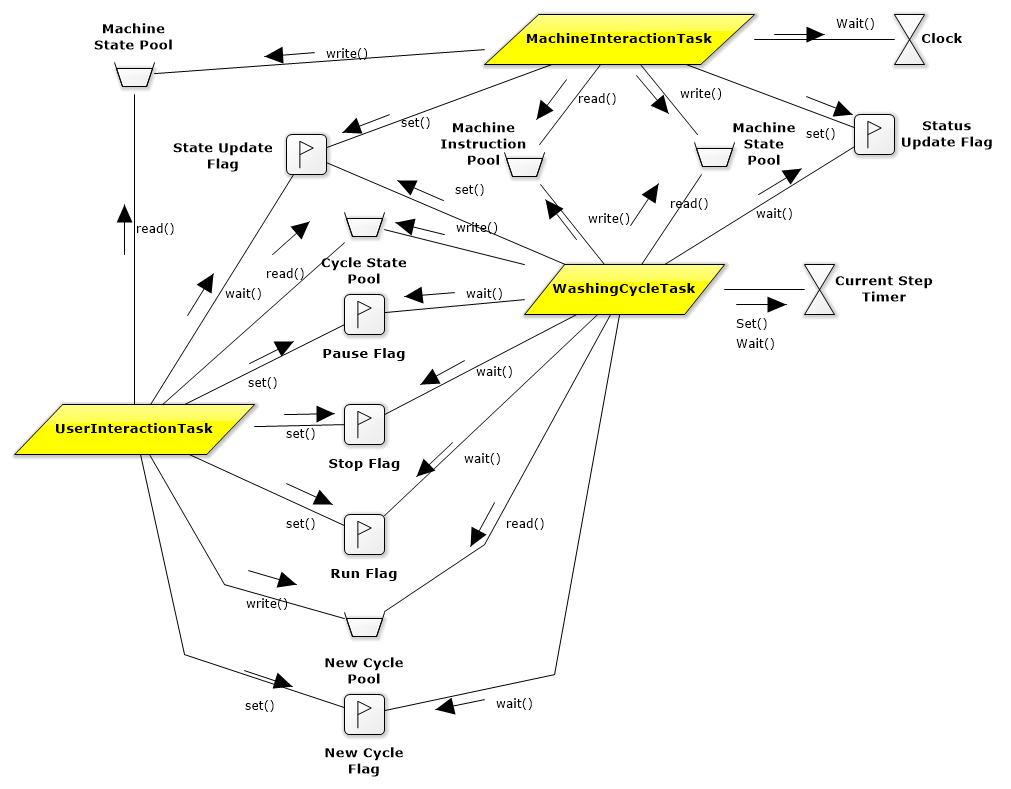 Machine
State Pool
write()
MachineInteractionTask
Wait()
Clock
read()
write()
set()
Machine
Instruction
Pool
Machine
State
Pool
set()
Status
Update Flag
State Update
Flag
set()
write()
read()
wait()
read()
write()
read()
Cycle State
Pool
wait()
wait()
WashingCycleTask
Current Step
Timer
Set()
Wait()
Pause Flag
set()
wait()
UserInteractionTask
set()
Stop Flag
wait()
set()
read()
Run Flag
write()
New Cycle
Pool
set()
wait()
New Cycle
Flag